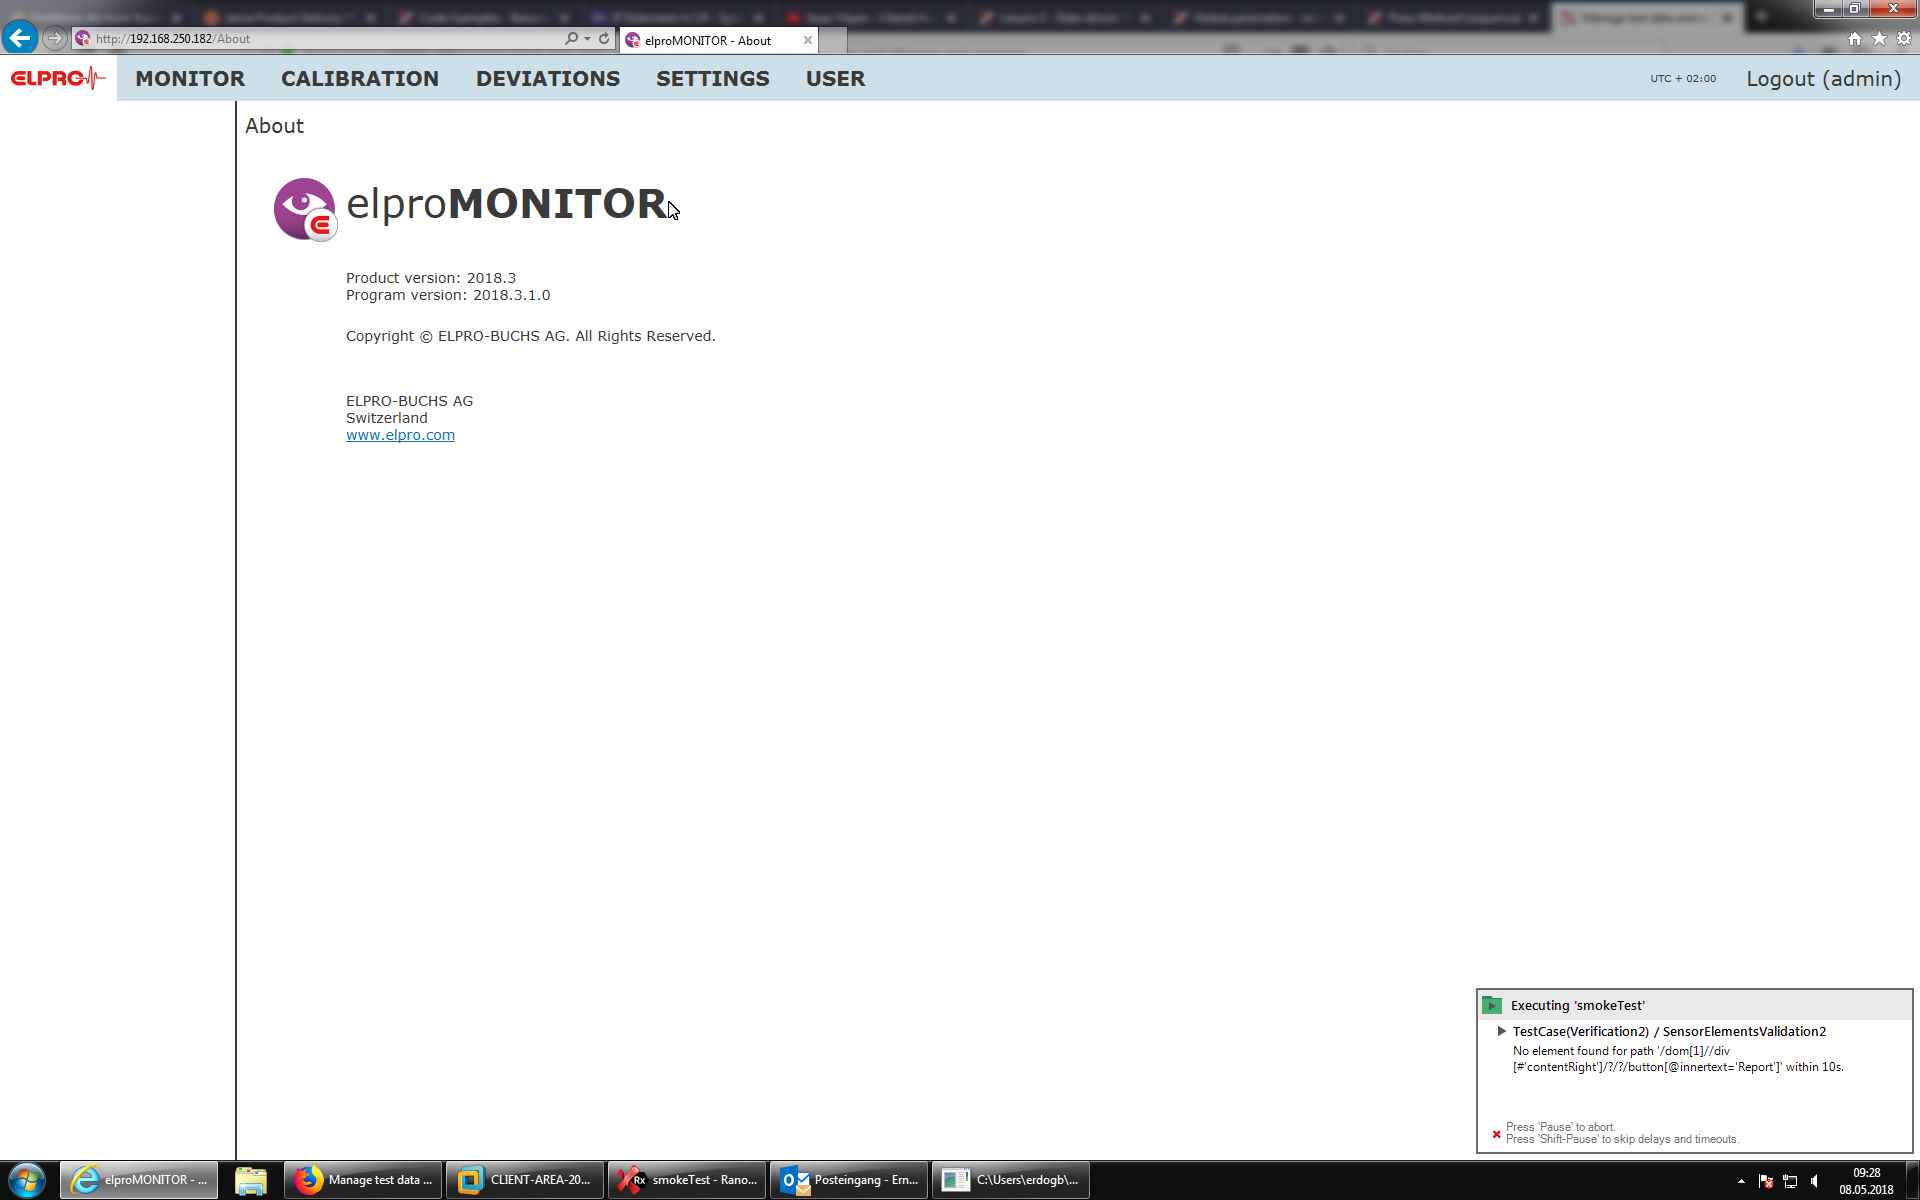 http://192.168.250.182/About
elproMONITOR - About
ELPRO
MONITOR
CALIBRATION
DEVIATIONS
SETTINGS
USER
UTC + 02:00
Logout (admin)
About
elproMONITOR
Product version: 2018.3
Program version: 2018.3.1.0
Copyright © ELPRO-BUCHS AG. All Rights Reserved.
ELPRO-BUCHS AG
Switzerland
www.elpro.com
Executing 'smokeTest'
TestCase(Verification2) / SensorElementsValidation2
No element found for path '/dom[1]//div
[#'contentRight']/?/?/button[@innertext='Report']' within 10s.
Press 'Pause' to abort.
Press 'Shift-Pause' to skip delays and timeouts.
elproMONITOR - ...
Manage test data ...
CLIENT-AREA-20...
Rx
smokeTest - Rano...
Posteingang - Ern...
C:\Users\erdogb\...
09:28
08.05.2018